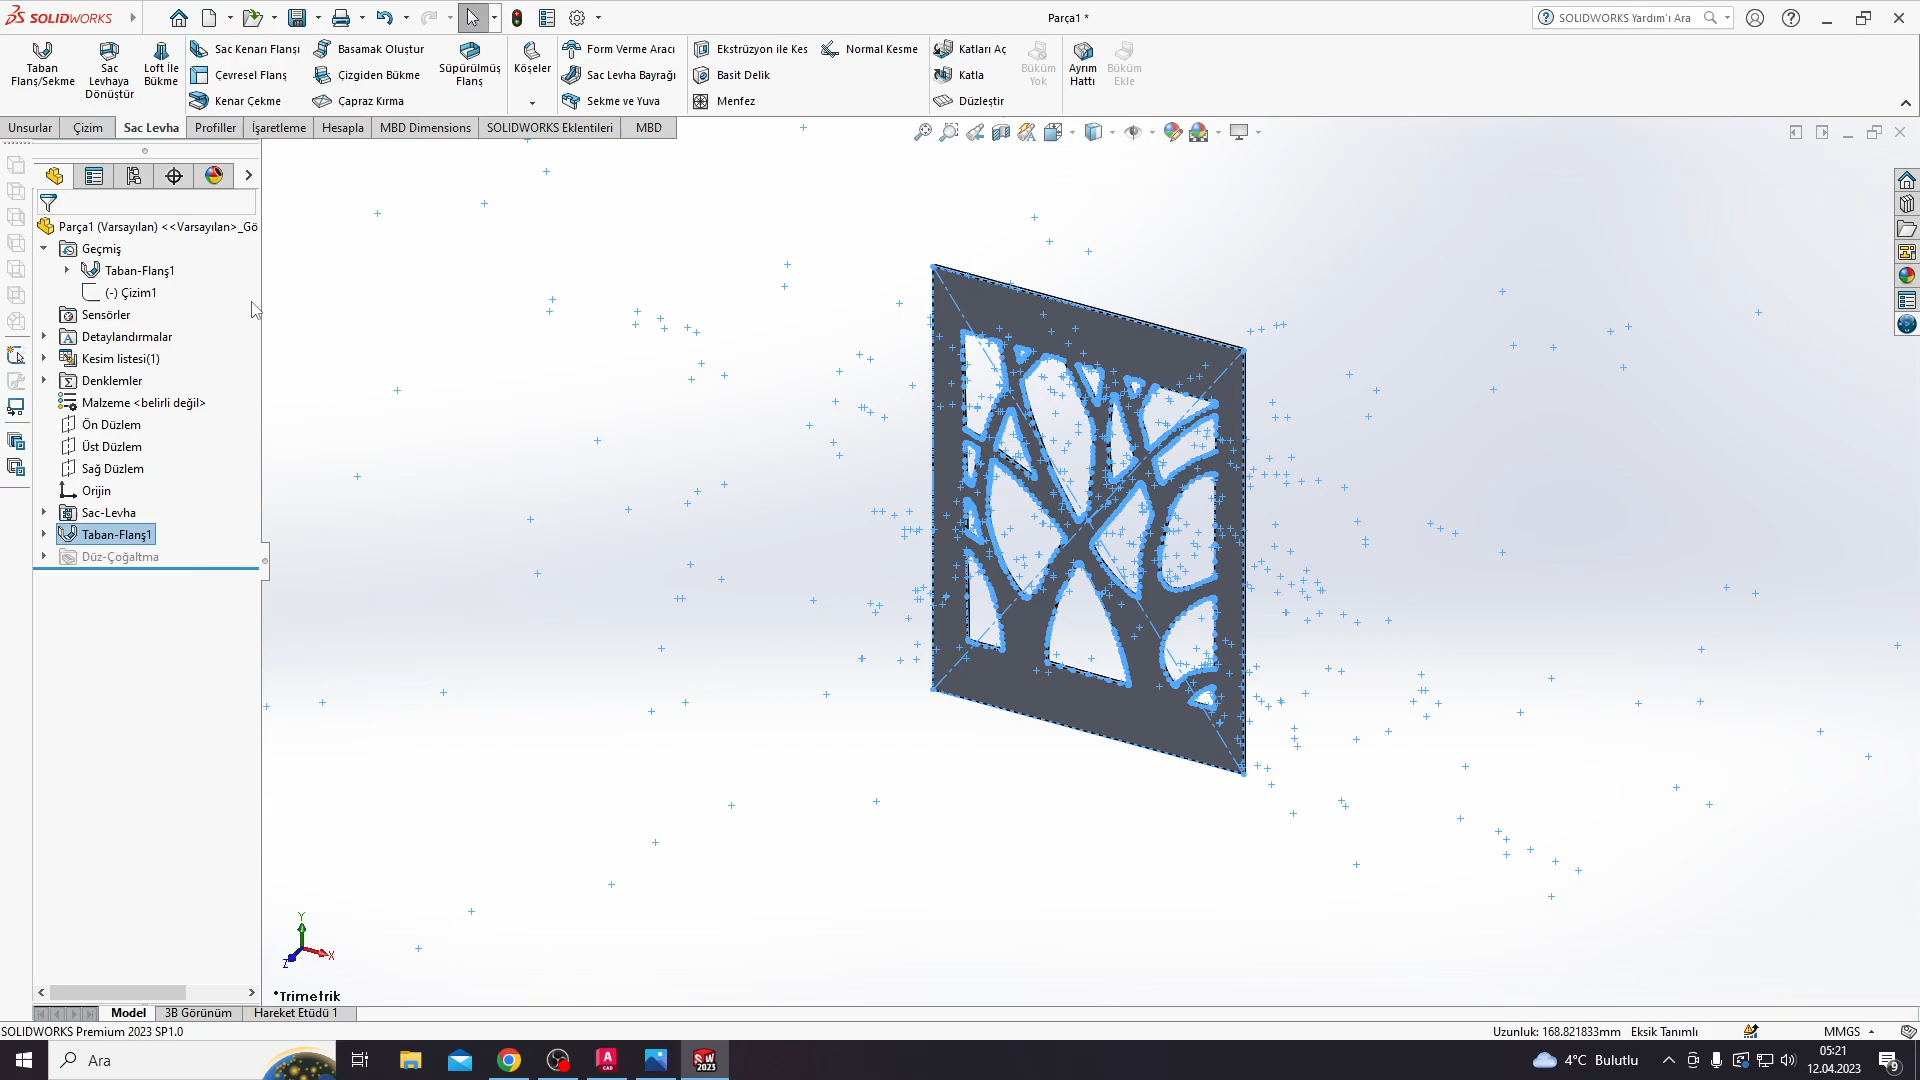 SOLIDWORKS
Parça1 *
SOLIDWORKS Yardım'ı Ara
Taban Flanş/Sekme
Sac Levhaya Dönüştür
Loft İle Bükme
Sac Kenarı Flanşı
Çevresel Flanş
Kenar Çekme
Basamak Oluştur
Çizgiden Bükme
Çapraz Kırma
Süpürülmüş Flanş
Köşeler
Form Verme Aracı
Sac Levha Bayrağı
Sekme ve Yuva
Ekstrüzyon ile Kes
Basit Delik
Menfez
Normal Kesme
Katları Aç
Katla
Düzleştir
Büküm Yok
Ayrım Hattı
Büküm Ekle
Unsurlar
Çizim
Sac Levha
Profiller
İşaretleme
Hesapla
MBD Dimensions
SOLIDWORKS Eklentileri
MBD
Parça1 (Varsayılan) <<Varsayılan>_Gö
Geçmiş
Taban-Flanş1
(-) Çizim1
Sensörler
Detaylandırmalar
Kesim listesi(1)
Denklemler
Malzeme <belirli değil>
Ön Düzlem
Üst Düzlem
Sağ Düzlem
Orijin
Sac-Levha
Taban-Flanş1
Düz-Çoğaltma
Y
X
Z
*Trimetrik
Model
3B Görünüm
Hareket Etüdü 1
SOLIDWORKS Premium 2023 SP1.0
Uzunluk: 168.821833mm
Eksik Tanımlı
MMGS
Ara
A
CAD
SW
2023
4°C Bulutlu
05:21
12.04.2023
9